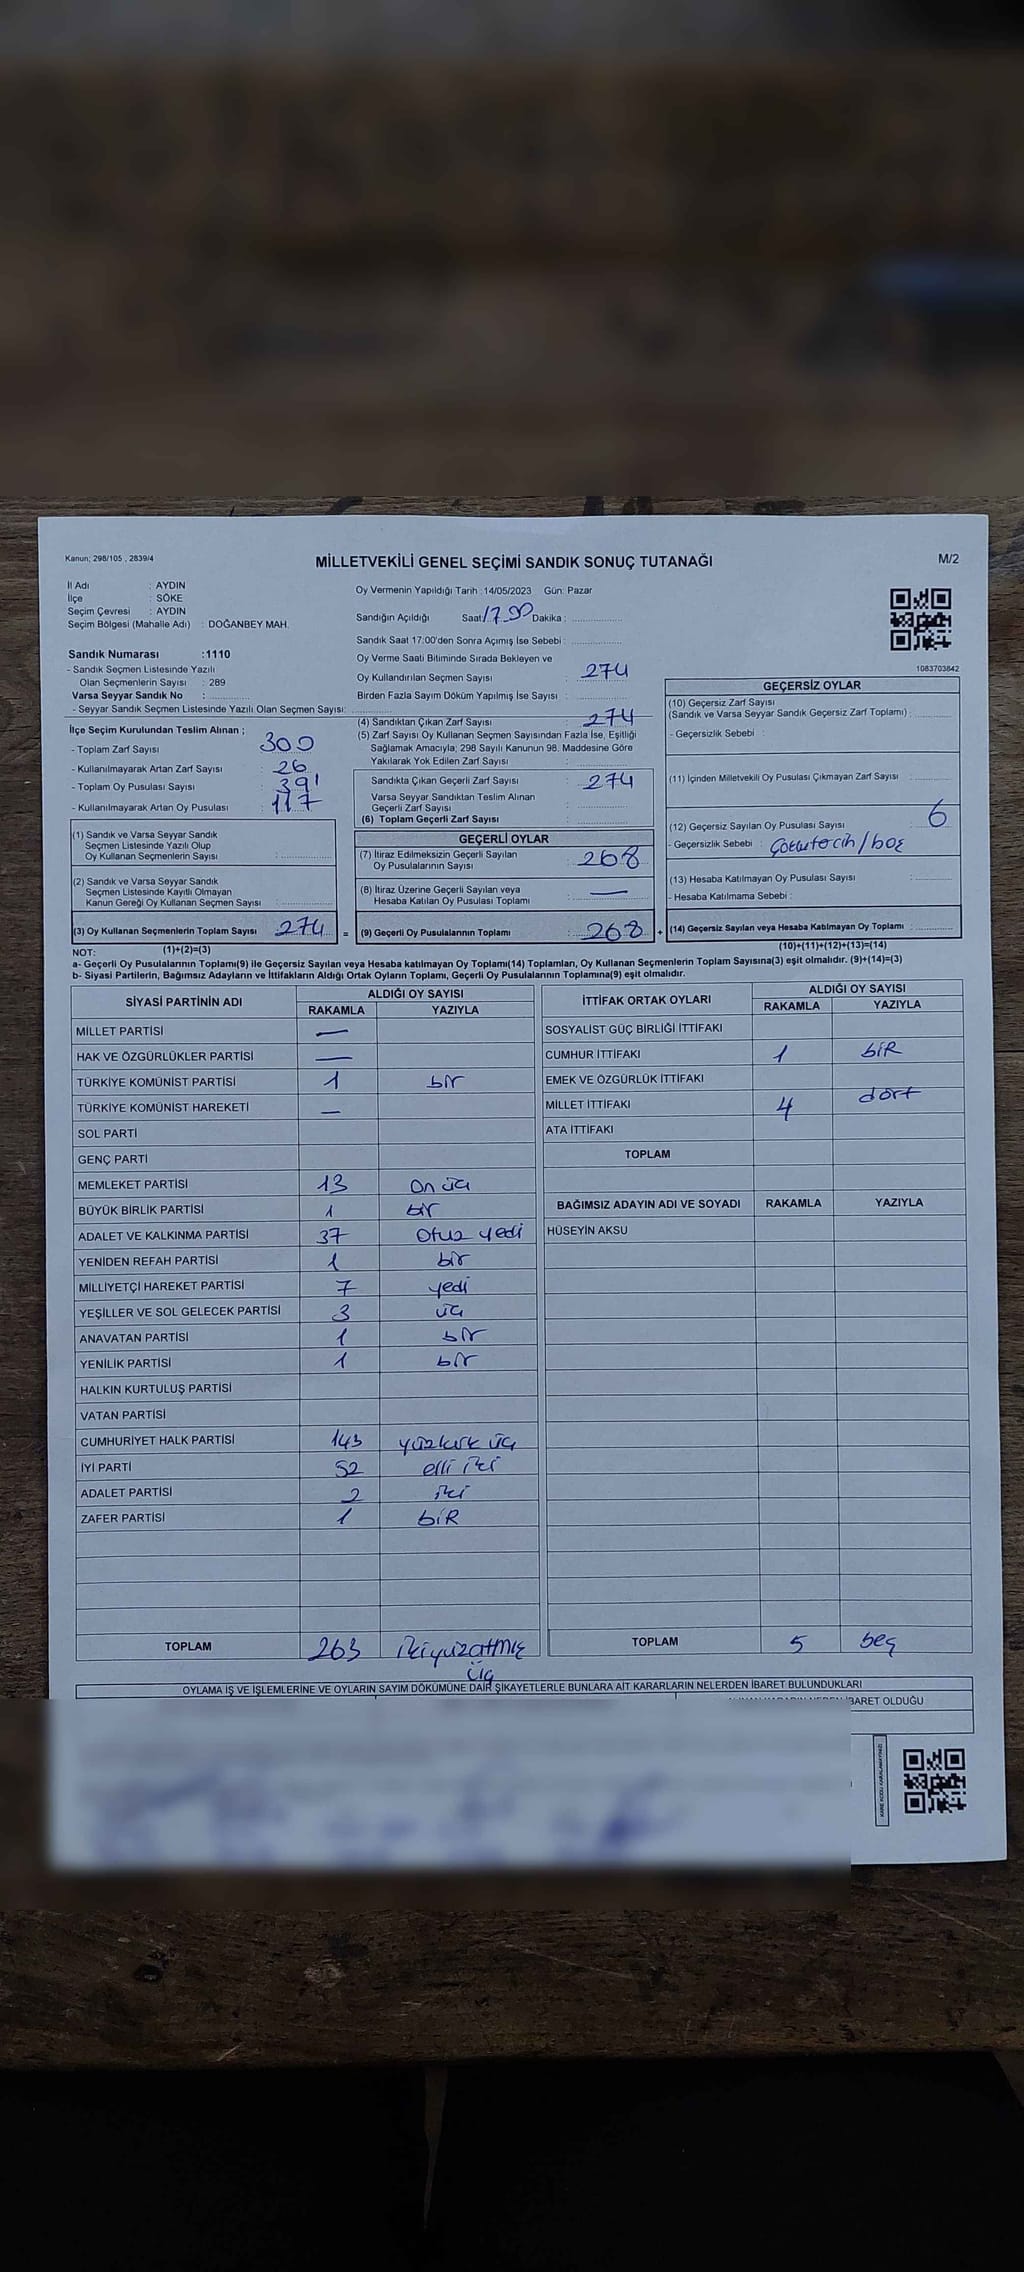 Kanun; 298/105 , 2839/4
MİLLETVEKİLİ GENEL SEÇİMİ SANDIK SONUÇ TUTANAĞI
M/2
İl Adı : AYDIN
İlçe : SÖKE
Seçim Çevresi : AYDIN
Seçim Bölgesi (Mahalle Adı) : DOĞANBEY MAH.
Sandık Numarası :1110
- Sandık Seçmen Listesinde Yazılı
Olan Seçmenlerin Sayısı : 289
Varsa Seyyar Sandık No :
- Seyyar Sandık Seçmen Listesinde Yazılı Olan Seçmen Sayısı:
Oy Vermenin Yapıldığı Tarih :14/05/2023 Gün: Pazar
Sandığın Açıldığı Saat 17.00 Dakika :
Sandık Saat 17:00'den Sonra Açımış İse Sebebi :
Oy Verme Saati Bitiminde Sırada Bekleyen ve
Oy Kullandırılan Seçmen Sayısı : 274
Birden Fazla Sayım Döküm Yapılmış İse Sayısı :
1083703842
İlçe Seçim Kurulundan Teslim Alınan ;
- Toplam Zarf Sayısı : 300
- Kullanılmayarak Artan Zarf Sayısı : 26
- Toplam Oy Pusulası Sayısı : 391
- Kullanılmayarak Artan Oy Pusulası : 117
(4) Sandıktan Çıkan Zarf Sayısı : 274
(5) Zarf Sayısı Oy Kullanan Seçmen Sayısından Fazla İse, Eşitliği
Sağlamak Amacıyla; 298 Sayılı Kanunun 98. Maddesine Göre
Yakılarak Yok Edilen Zarf Sayısı :
Sandıkta Çıkan Geçerli Zarf Sayısı : 274
Varsa Seyyar Sandıktan Teslim Alınan
Geçerli Zarf Sayısı :
(6) Toplam Geçerli Zarf Sayısı :
GEÇERSİZ OYLAR
(10) Geçersiz Zarf Sayısı
(Sandık ve Varsa Seyyar Sandık Geçersiz Zarf Toplamı) :
- Geçersizlik Sebebi :
(11) İçinden Milletvekili Oy Pusulası Çıkmayan Zarf Sayısı :
(12) Geçersiz Sayılan Oy Pusulası Sayısı : 6
- Geçersizlik Sebebi : /boş
(13) Hesaba Katılmayan Oy Pusulası Sayısı :
- Hesaba Katılmama Sebebi :
(14) Geçersiz Sayılan veya Hesaba Katılmayan Oy Toplamı :
(10)+(11)+(12)+(13)=(14)
(1) Sandık ve Varsa Seyyar Sandık
Seçmen Listesinde Yazılı Olup
Oy Kullanan Seçmenlerin Sayısı :
(2) Sandık ve Varsa Seyyar Sandık
Seçmen Listesinde Kayıtlı Olmayan
Kanun Gereği Oy Kullanan Seçmen Sayısı :
(3) Oy Kullanan Seçmenlerin Toplam Sayısı : 274 =
GEÇERLİ OYLAR
(7) İtiraz Edilmeksizin Geçerli Sayılan
Oy Pusulalarının Sayısı : 268
(8) İtiraz Üzerine Geçerli Sayılan veya
Hesaba Katılan Oy Pusulası Toplamı : —
(9) Geçerli Oy Pusulalarının Toplamı : 268 +
NOT: (1)+(2)=(3)
a- Geçerli Oy Pusulalarının Toplamı(9) ile Geçersiz Sayılan veya Hesaba katılmayan Oy Toplamı(14) Toplamları, Oy Kullanan Seçmenlerin Toplam Sayısına(3) eşit olmalıdır. (9)+(14)=(3)
b- Siyasi Partilerin, Bağımsız Adayların ve İttifakların Aldığı Ortak Oyların Toplamı, Geçerli Oy Pusulalarının Toplamına(9) eşit olmalıdır.
SİYASİ PARTİNİN ADI ALDIĞI OY SAYISI
RAKAMLA YAZIYLA
MİLLET PARTİSİ —
HAK VE ÖZGÜRLÜKLER PARTİSİ —
TÜRKİYE KOMÜNİST PARTİSİ 1 bir
TÜRKİYE KOMÜNİST HAREKETİ —
SOL PARTİ
GENÇ PARTİ
MEMLEKET PARTİSİ 13 on üç
BÜYÜK BİRLİK PARTİSİ 1 bir
ADALET VE KALKINMA PARTİSİ 37 otuz yedi
YENİDEN REFAH PARTİSİ 1 bir
MİLLİYETÇİ HAREKET PARTİSİ 7 yedi
YEŞİLLER VE SOL GELECEK PARTİSİ 3 üç
ANAVATAN PARTİSİ 1 bir
YENİLİK PARTİSİ 1 bir
HALKIN KURTULUŞ PARTİSİ
VATAN PARTİSİ
CUMHURİYET HALK PARTİSİ 143 yüzkırk üç
İYİ PARTİ 52 elli iki
ADALET PARTİSİ 2 iki
ZAFER PARTİSİ 1 bİR
TOPLAM 263 ikiyüzatmış
üç
İTTİFAK ORTAK OYLARI ALDIĞI OY SAYISI
RAKAMLA YAZIYLA
SOSYALİST GÜÇ BİRLİĞİ İTTİFAKI
CUMHUR İTTİFAKI 1 bİR
EMEK VE ÖZGÜRLÜK İTTİFAKI
MİLLET İTTİFAKI 4 dört
ATA İTTİFAKI
TOPLAM
BAĞIMSIZ ADAYIN ADI VE SOYADI RAKAMLA YAZIYLA
HÜSEYİN AKSU
TOPLAM 5 beş
OYLAMA İŞ VE İŞLEMLERİNE VE OYLARIN SAYIM DÖKÜMÜNE DAİR ŞİKAYETLERLE BUNLARA AİT KARARLARIN NELERDEN İBARET BULUNDUKLARI
İBARET OLDUĞU
KARE KODU KARALAMAYINIZ!